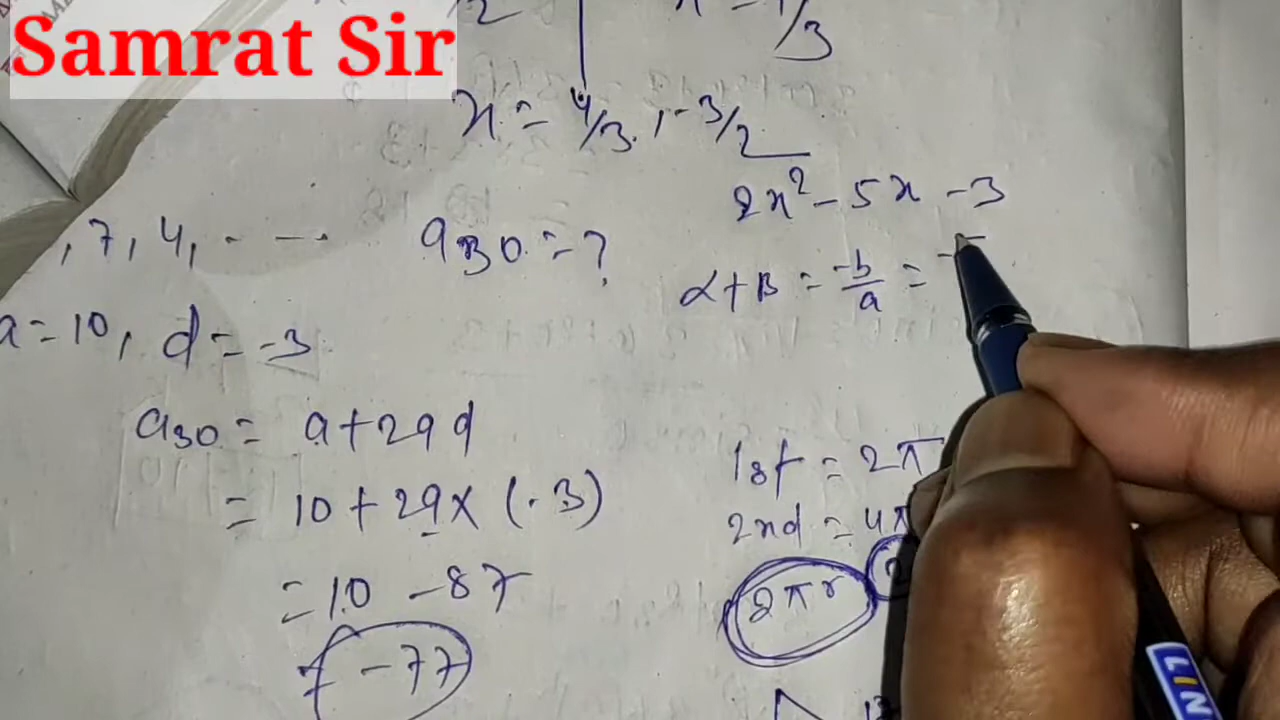 Samrat Sir
x = 4/3, -3/2
2x² - 5x - 3
, 7, 4, - - - a30 = ?
α + β = -b/a = -
a = 10, d = -3
a30 = a + 29d
= 10 + 29 x (-3)
= 10 - 87
= -77
1st = 2π
2nd = 4π
2πr
LIN